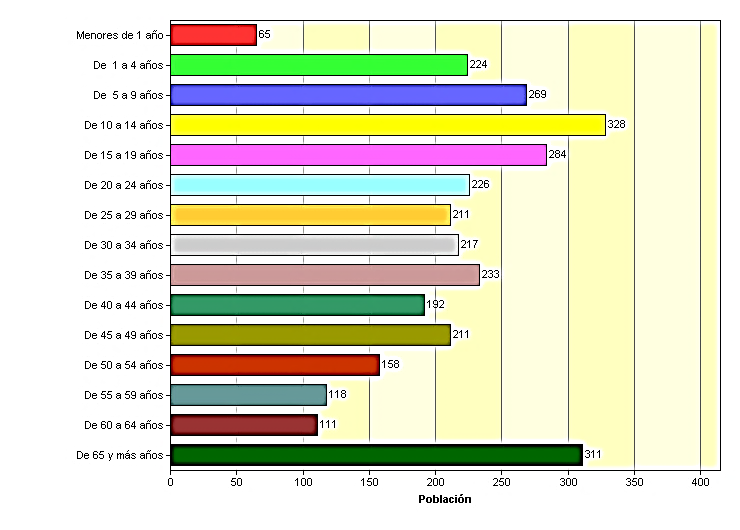 Menores de 1 año 65
De 1 a 4 años 224
De 5 a 9 años 269
De 10 a 14 años 328
De 15 a 19 años 284
De 20 a 24 años 226
De 25 a 29 años 211
De 30 a 34 años 217
De 35 a 39 años 233
De 40 a 44 años 192
De 45 a 49 años 211
De 50 a 54 años 158
De 55 a 59 años 118
De 60 a 64 años 111
De 65 y más años 311
0 50 100 150 200 250 300 350 400
Población